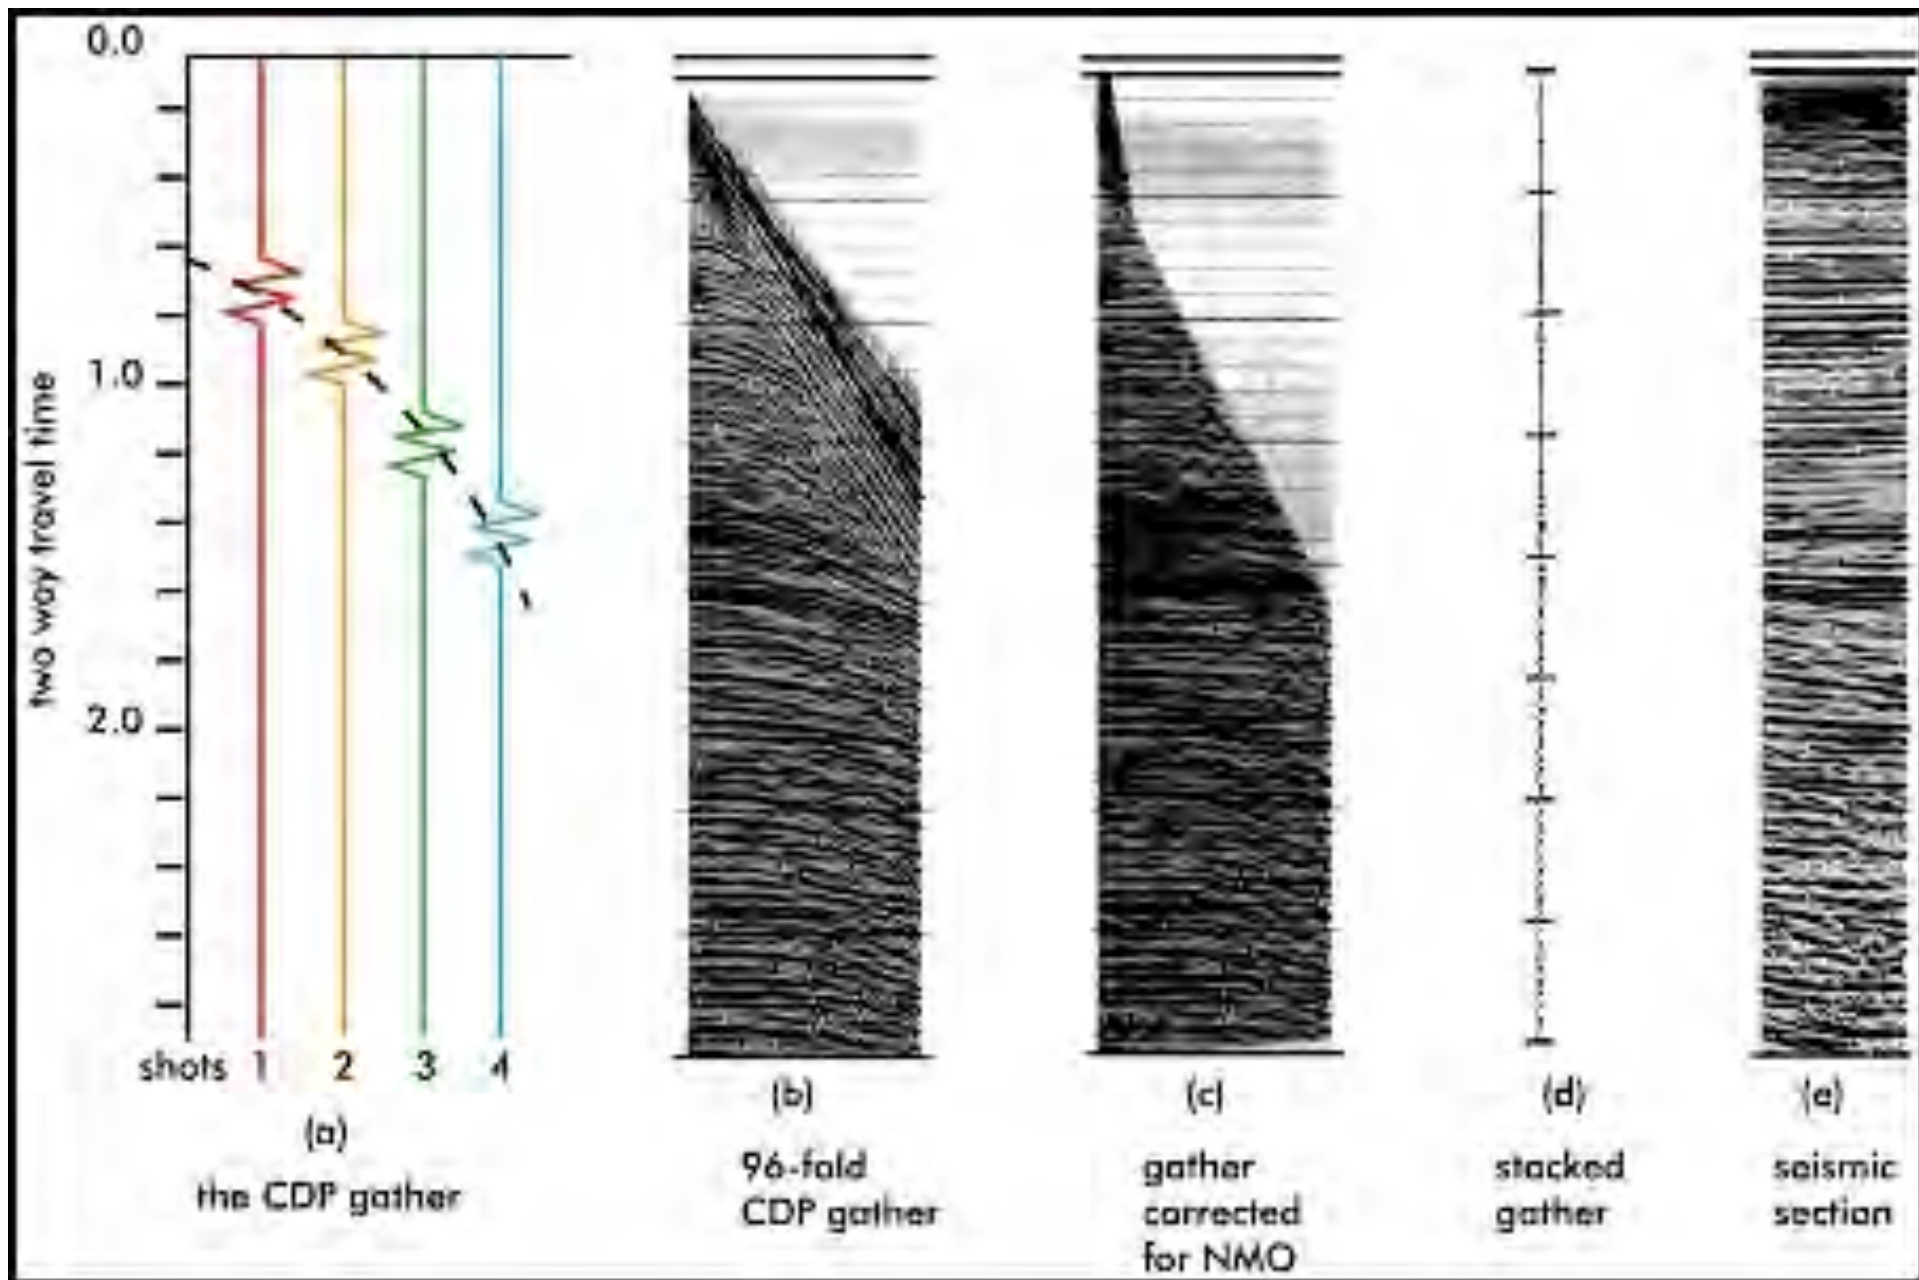 0.0
1.0
2.0
two way travel time
shots 1 2 3 4
(a)
the CDP gather
(b)
96-fold
CDP gather
(c)
gather
corrected
for NMO
(d)
stacked
gather
(e)
seismic
section